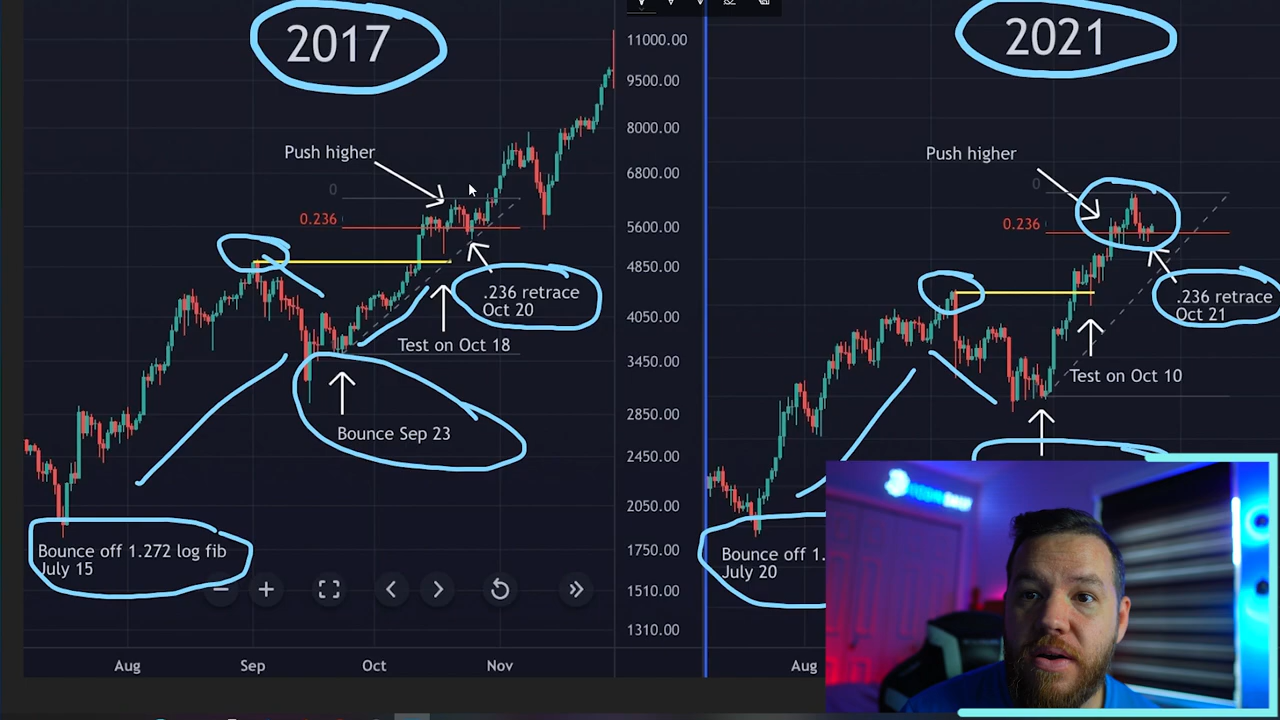 2017
Push higher
0
0.236
.236 retrace
Oct 20
Test on Oct 18
Bounce Sep 23
Bounce off 1.272 log fib
July 15
Aug
Sep
Oct
Nov
11000.00
9500.00
8000.00
6800.00
5600.00
4850.00
4050.00
3450.00
2850.00
2450.00
2050.00
1750.00
1510.00
1310.00
2021
Push higher
0
0.236
.236 retrace
Oct 21
Test on Oct 10
Bounce off 1.
July 20
Aug